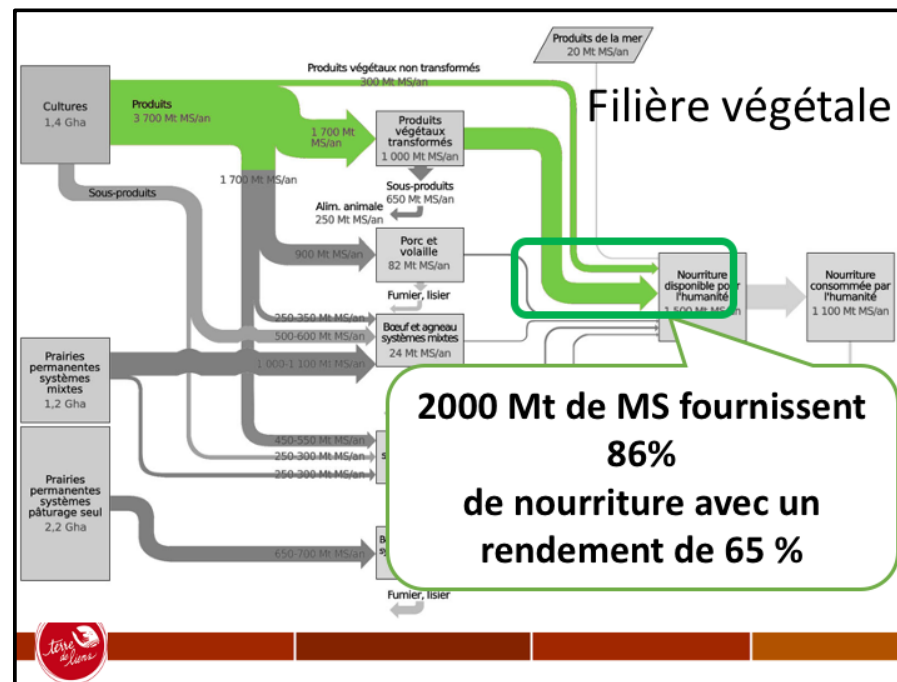 Produits de la mer
20 Mt MS/an
Filière végétale
Produits végétaux non transformés
300 Mt MS/an
Cultures
1,4 Gha
Produits
3 700 Mt MS/an
1 700 Mt
MS/an
Produits
végétaux
transformés
1 000 Mt MS/an
1 700 Mt MS/an
Sous-produits
Sous-produits
650 Mt MS/an
Alim. animale
250 Mt MS/an
900 Mt MS/an
Porc et
volaille
82 Mt MS/an
Fumier, lisier
Nourriture
disponible pour
l'humanité
1 500 Mt MS/an
Nourriture
consommée par
l'humanité
1 100 Mt MS/an
250-350 Mt MS/an
500-600 Mt MS/an
Bœuf et agneau
systèmes mixtes
24 Mt MS/an
Prairies
permanentes
systèmes
mixtes
1,2 Gha
1 000-1 100 Mt MS/an
2000 Mt de MS fournissent
86%
de nourriture avec un
rendement de 65 %
450-550 Mt MS/an
250-300 Mt MS/an
250-300 Mt MS/an
Prairies
permanentes
systèmes
pâturage seul
2,2 Gha
650-700 Mt MS/an
Fumier, lisier
terre
de liens